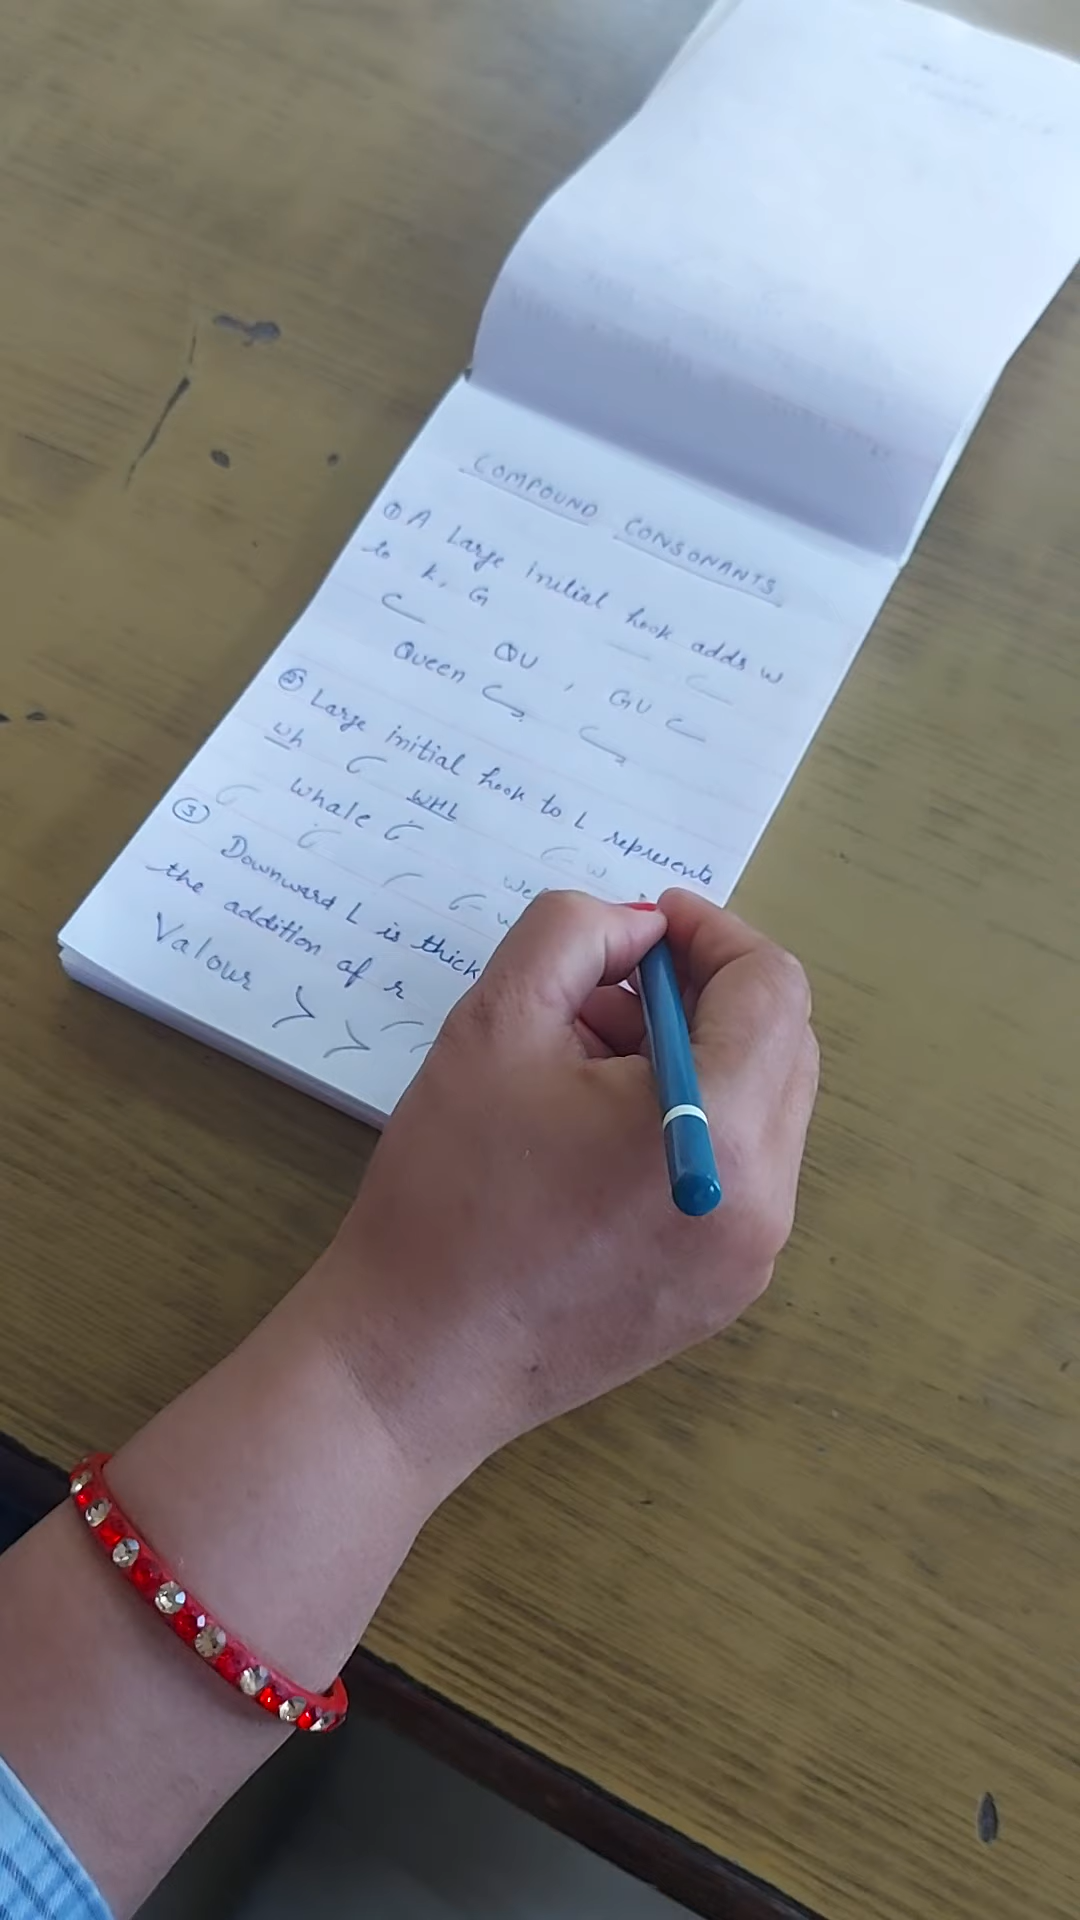 COMPOUND CONSONANTS
① A Large initial hook adds w
to K, G
QU, GU
Queen
② Large initial hook to L represents
wh WHL
Whale
③ Downward L is thick
the addition of r
Valour